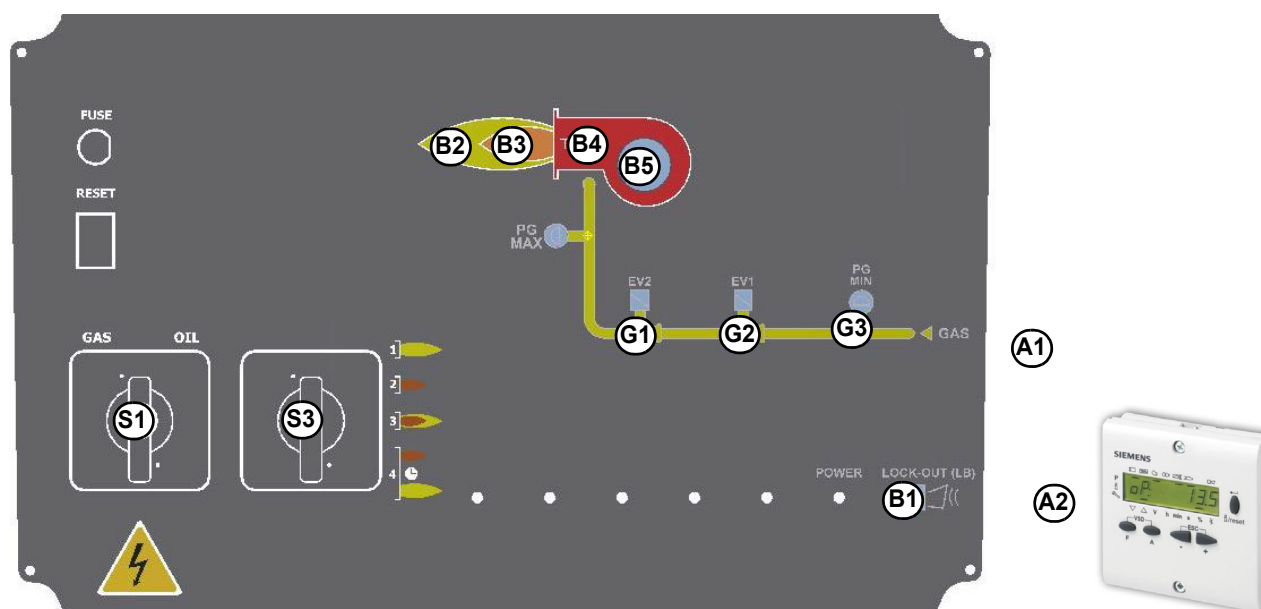 FUSE
B2
B3
B4
B5
RESET
PG
MAX
EV2
EV1
PG
MIN
G1
G2
G3
GAS
A1
GAS OIL
1
2
3
4
S1
S3
POWER LOCK-OUT (LB)
B1
A2
SIEMENS
oP: 13.5
V h min s %
/reset
VSD
ESC
F A - +